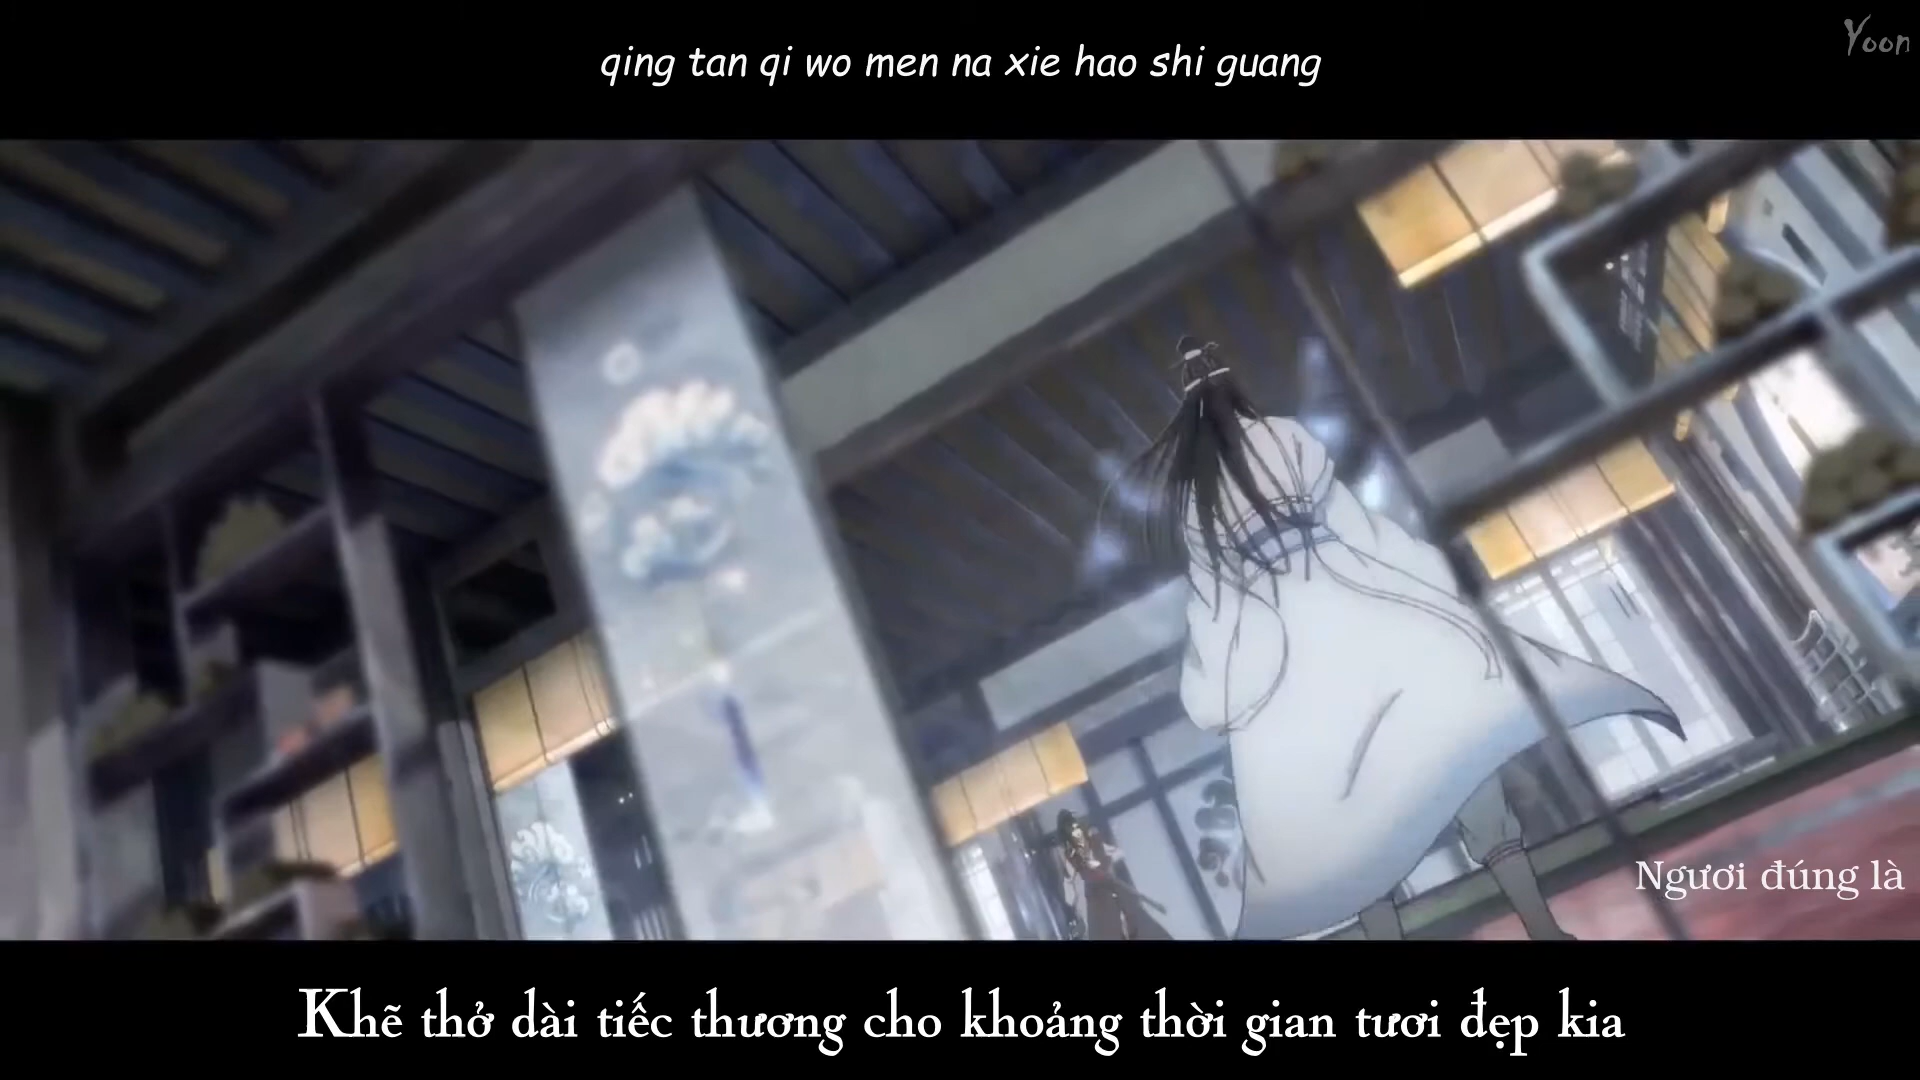 Yoon
qing tan qi wo men na xie hao shi guang
Ngươi đúng là
Khẽ thở dài tiếc thương cho khoảng thời gian tươi đẹp kia